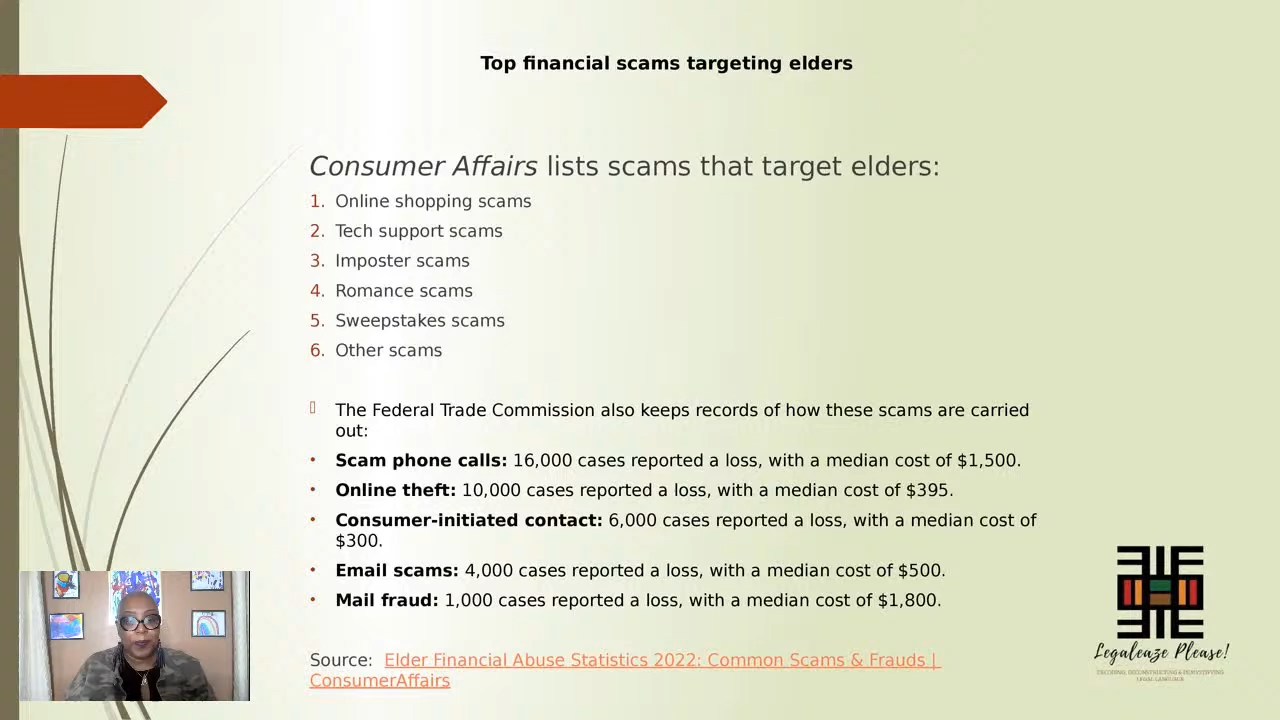 Top financial scams targeting elders
Consumer Affairs lists scams that target elders:
1. Online shopping scams
2. Tech support scams
3. Imposter scams
4. Romance scams
5. Sweepstakes scams
6. Other scams
The Federal Trade Commission also keeps records of how these scams are carried
out:
• Scam phone calls: 16,000 cases reported a loss, with a median cost of $1,500.
• Online theft: 10,000 cases reported a loss, with a median cost of $395.
• Consumer-initiated contact: 6,000 cases reported a loss, with a median cost of
$300.
• Email scams: 4,000 cases reported a loss, with a median cost of $500.
• Mail fraud: 1,000 cases reported a loss, with a median cost of $1,800.
Source: Elder Financial Abuse Statistics 2022: Common Scams & Frauds |
ConsumerAffairs
Legaleaze Please!
DECONSTRUCTING & DEMYSTIFYING
LEGAL LANGUAGE